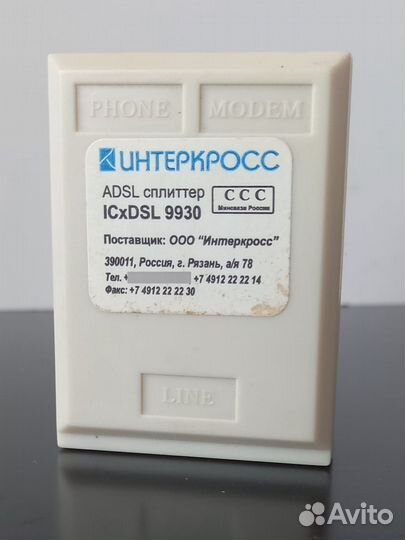 PHONE MODEM
ИНТЕРКРОСС
ADSL сплиттер
ICxDSL 9930
ССС
Минсвязи России
Поставщик: ООО "Интеркросс"
390011, Россия, г. Рязань, а/я 78
Тел. + +7 4912 22 22 14
Факс: +7 4912 22 22 30
LINE
Avito